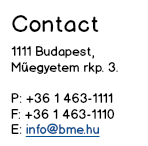 Contact
1111 Budapest,
Műegyetem rkp. 3.
P: +36 1 463-1111
F: +36 1 463-1110
E: info@bme.hu